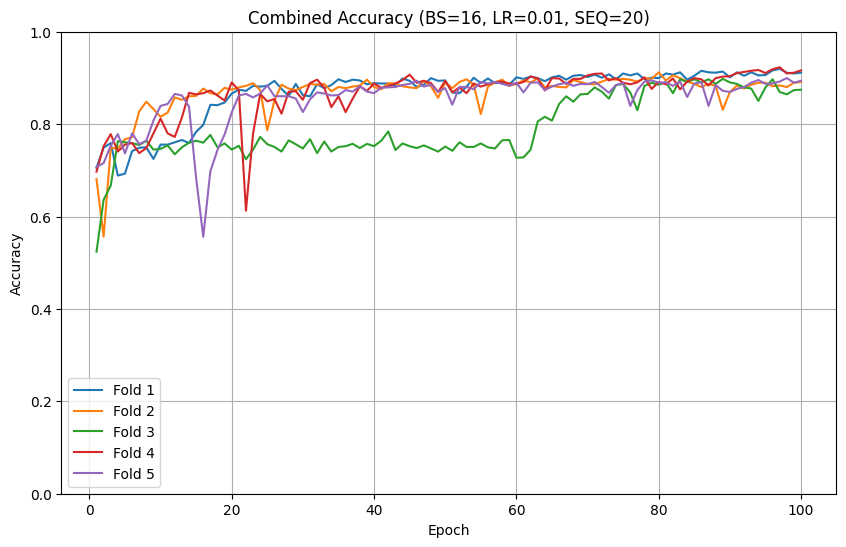 Combined Accuracy (BS=16, LR=0.01, SEQ=20)
1.0
0.8
0.6
0.4
0.2
0.0
Accuracy
Fold 1
Fold 2
Fold 3
Fold 4
Fold 5
0 20 40 60 80 100
Epoch